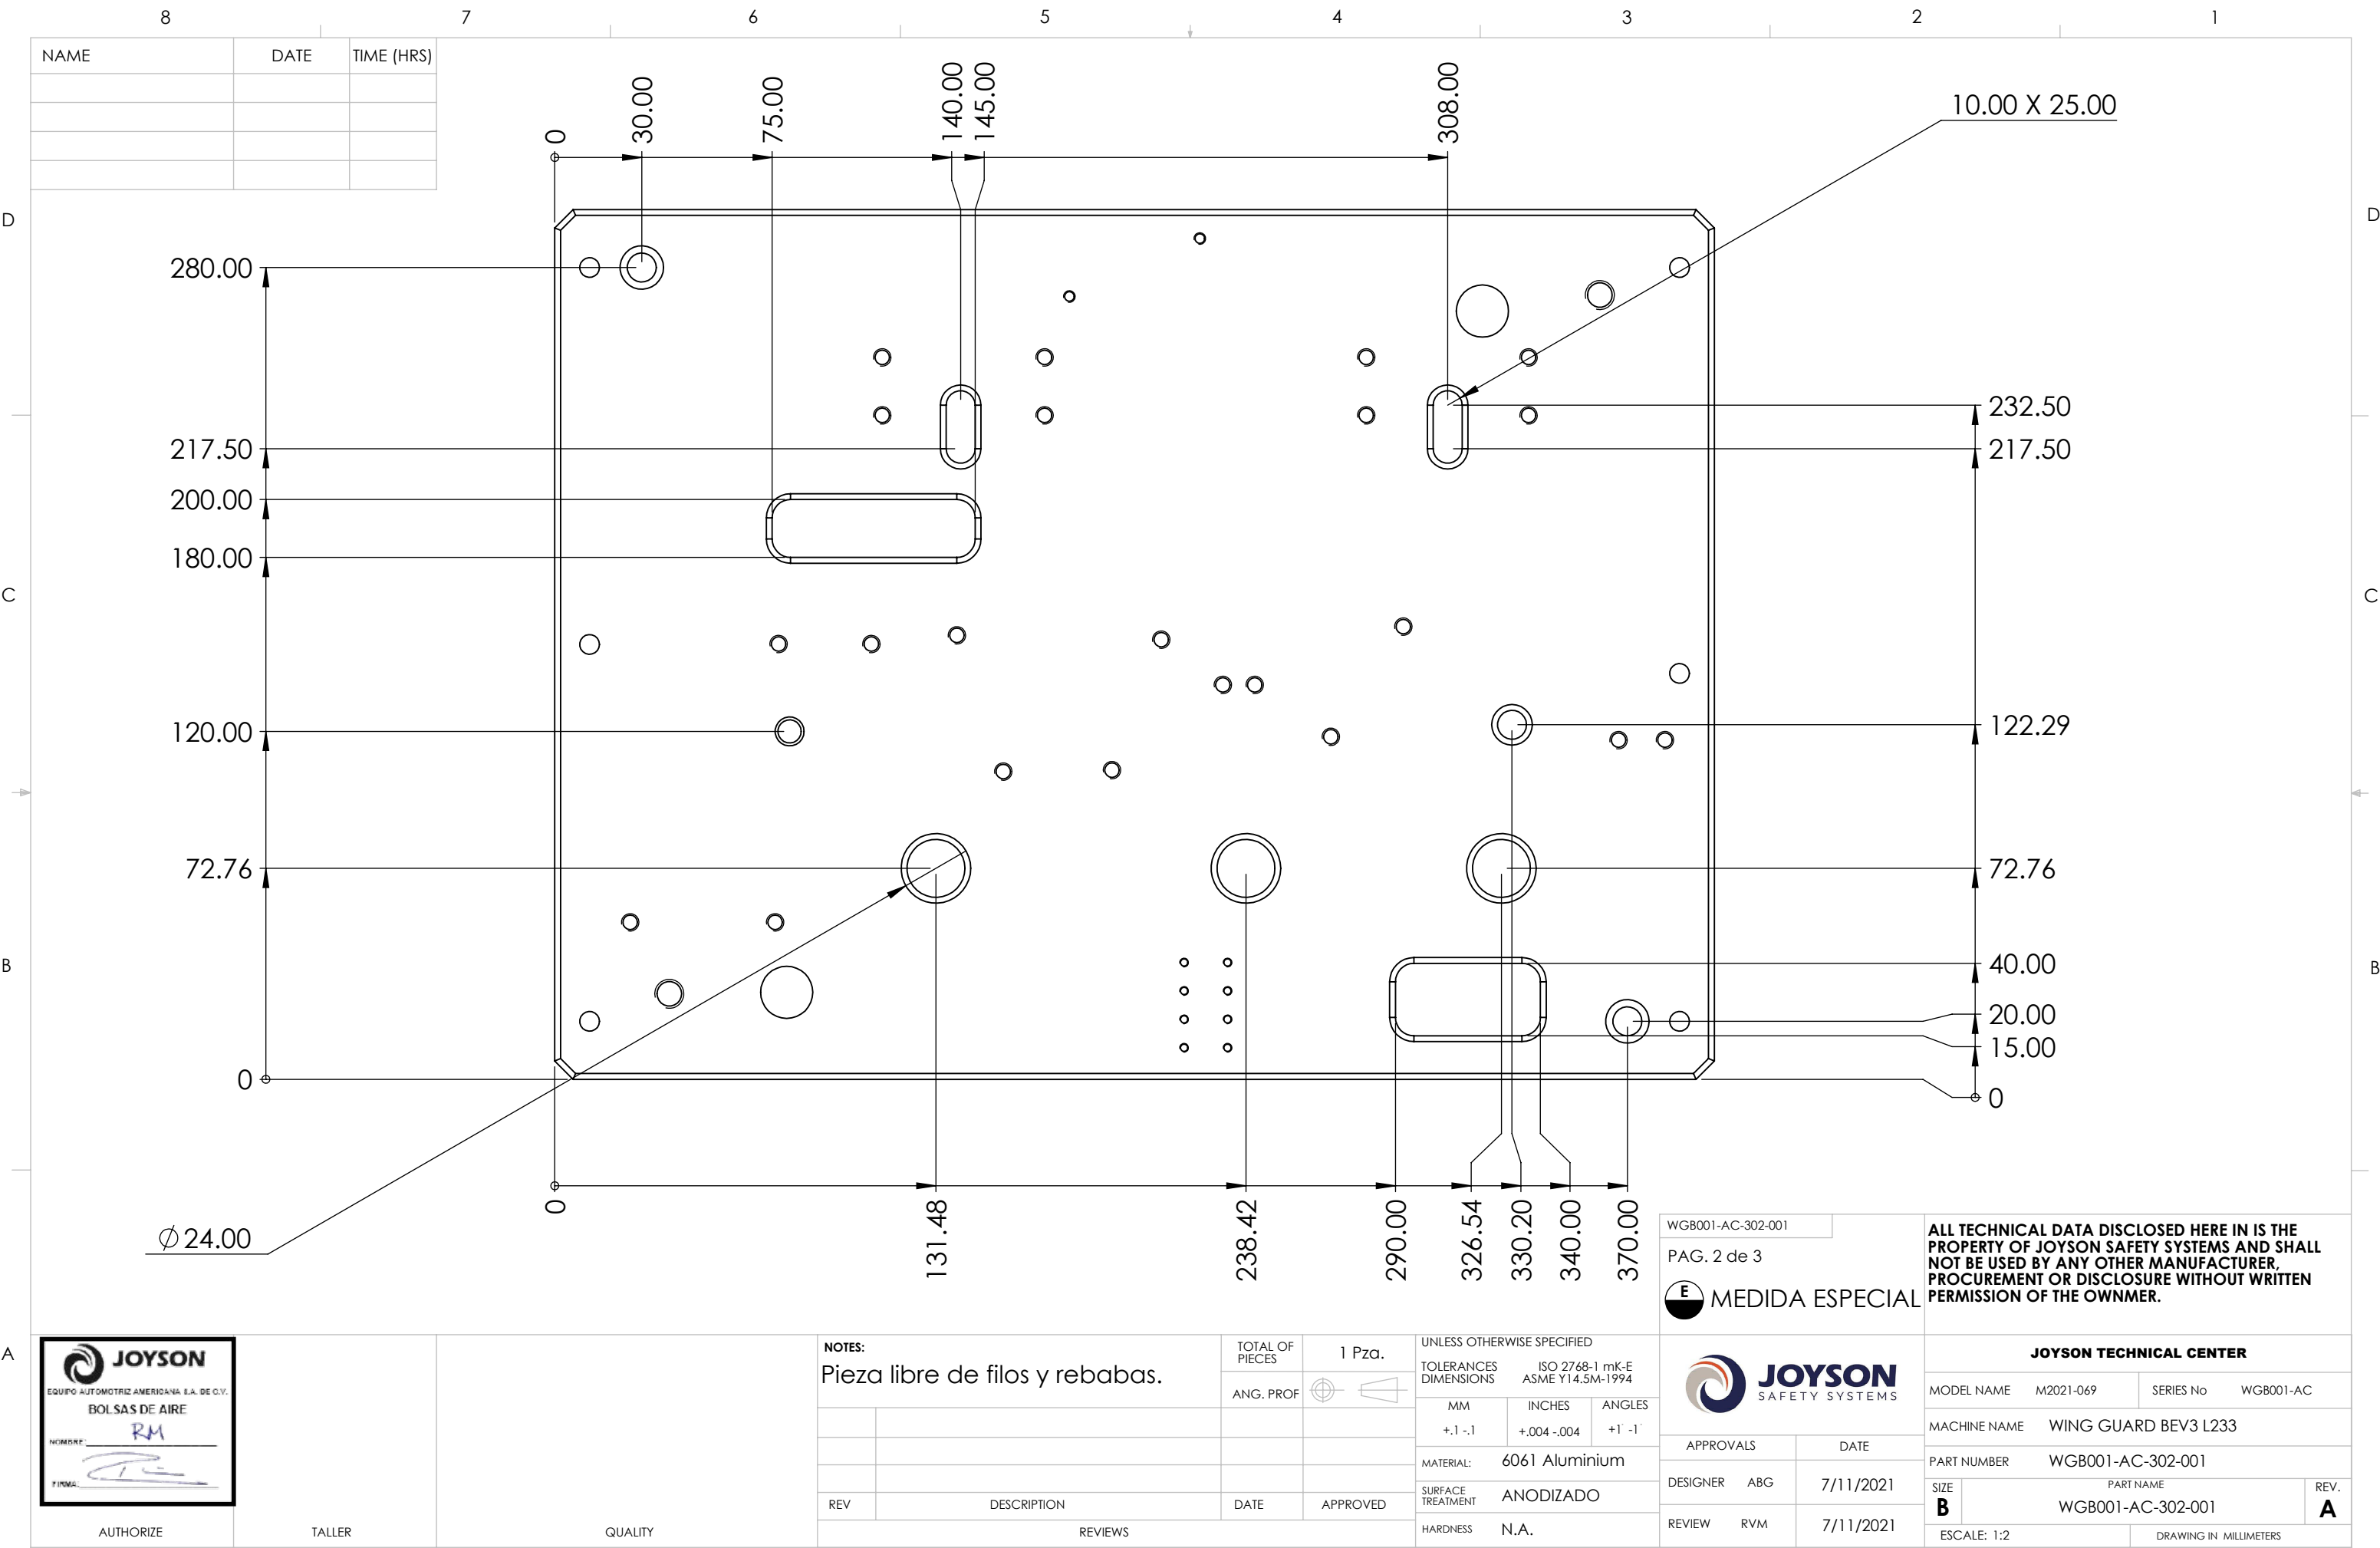 8 7 6 5 4 3 2 1
NAME DATE TIME (HRS)
0 30.00 75.00 140.00 145.00 308.00
10.00 X 25.00
D D
280.00
232.50
217.50 217.50
200.00
180.00
C C
120.00 122.29
72.76 72.76
B B
40.00
20.00
15.00
0 0
0 131.48 238.42 290.00 326.54 330.20 340.00 370.00
⌀24.00
WGB001-AC-302-001
PAG. 2 de 3
E MEDIDA ESPECIAL
ALL TECHNICAL DATA DISCLOSED HERE IN IS THE
PROPERTY OF JOYSON SAFETY SYSTEMS AND SHALL
NOT BE USED BY ANY OTHER MANUFACTURER,
PROCUREMENT OR DISCLOSURE WITHOUT WRITTEN
PERMISSION OF THE OWNMER.
A
JOYSON
EQUIPO AUTOMOTRIZ AMERICANA S.A. DE C.V.
BOLSAS DE AIRE
NOMBRE: RM
FIRMA:
AUTHORIZE TALLER QUALITY
NOTES:
Pieza libre de filos y rebabas.
REV DESCRIPTION DATE APPROVED
REVIEWS
TOTAL OF
PIECES 1 Pza.
ANG. PROF
UNLESS OTHERWISE SPECIFIED
TOLERANCES ISO 2768-1 mK-E
DIMENSIONS ASME Y14.5M-1994
MM INCHES ANGLES
+.1 -.1 +.004 -.004 +1° -1°
MATERIAL: 6061 Aluminium
SURFACE
TREATMENT ANODIZADO
HARDNESS N.A.
JOYSON
SAFETY SYSTEMS
APPROVALS DATE
DESIGNER ABG 7/11/2021
REVIEW RVM 7/11/2021
JOYSON TECHNICAL CENTER
MODEL NAME M2021-069 SERIES No WGB001-AC
MACHINE NAME WING GUARD BEV3 L233
PART NUMBER WGB001-AC-302-001
SIZE PART NAME REV.
B WGB001-AC-302-001 A
ESCALE: 1:2 DRAWING IN MILLIMETERS